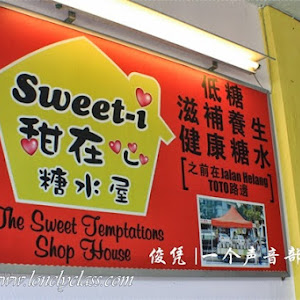 Sweet-i
甜在心
糖水屋
The Sweet Temptations
Shop House
低糖
滋補養生
健康糖水
[之前在Jalan Helang
TOTO路邊]
俊凭 | 一个声音部
www.lonelycless.com